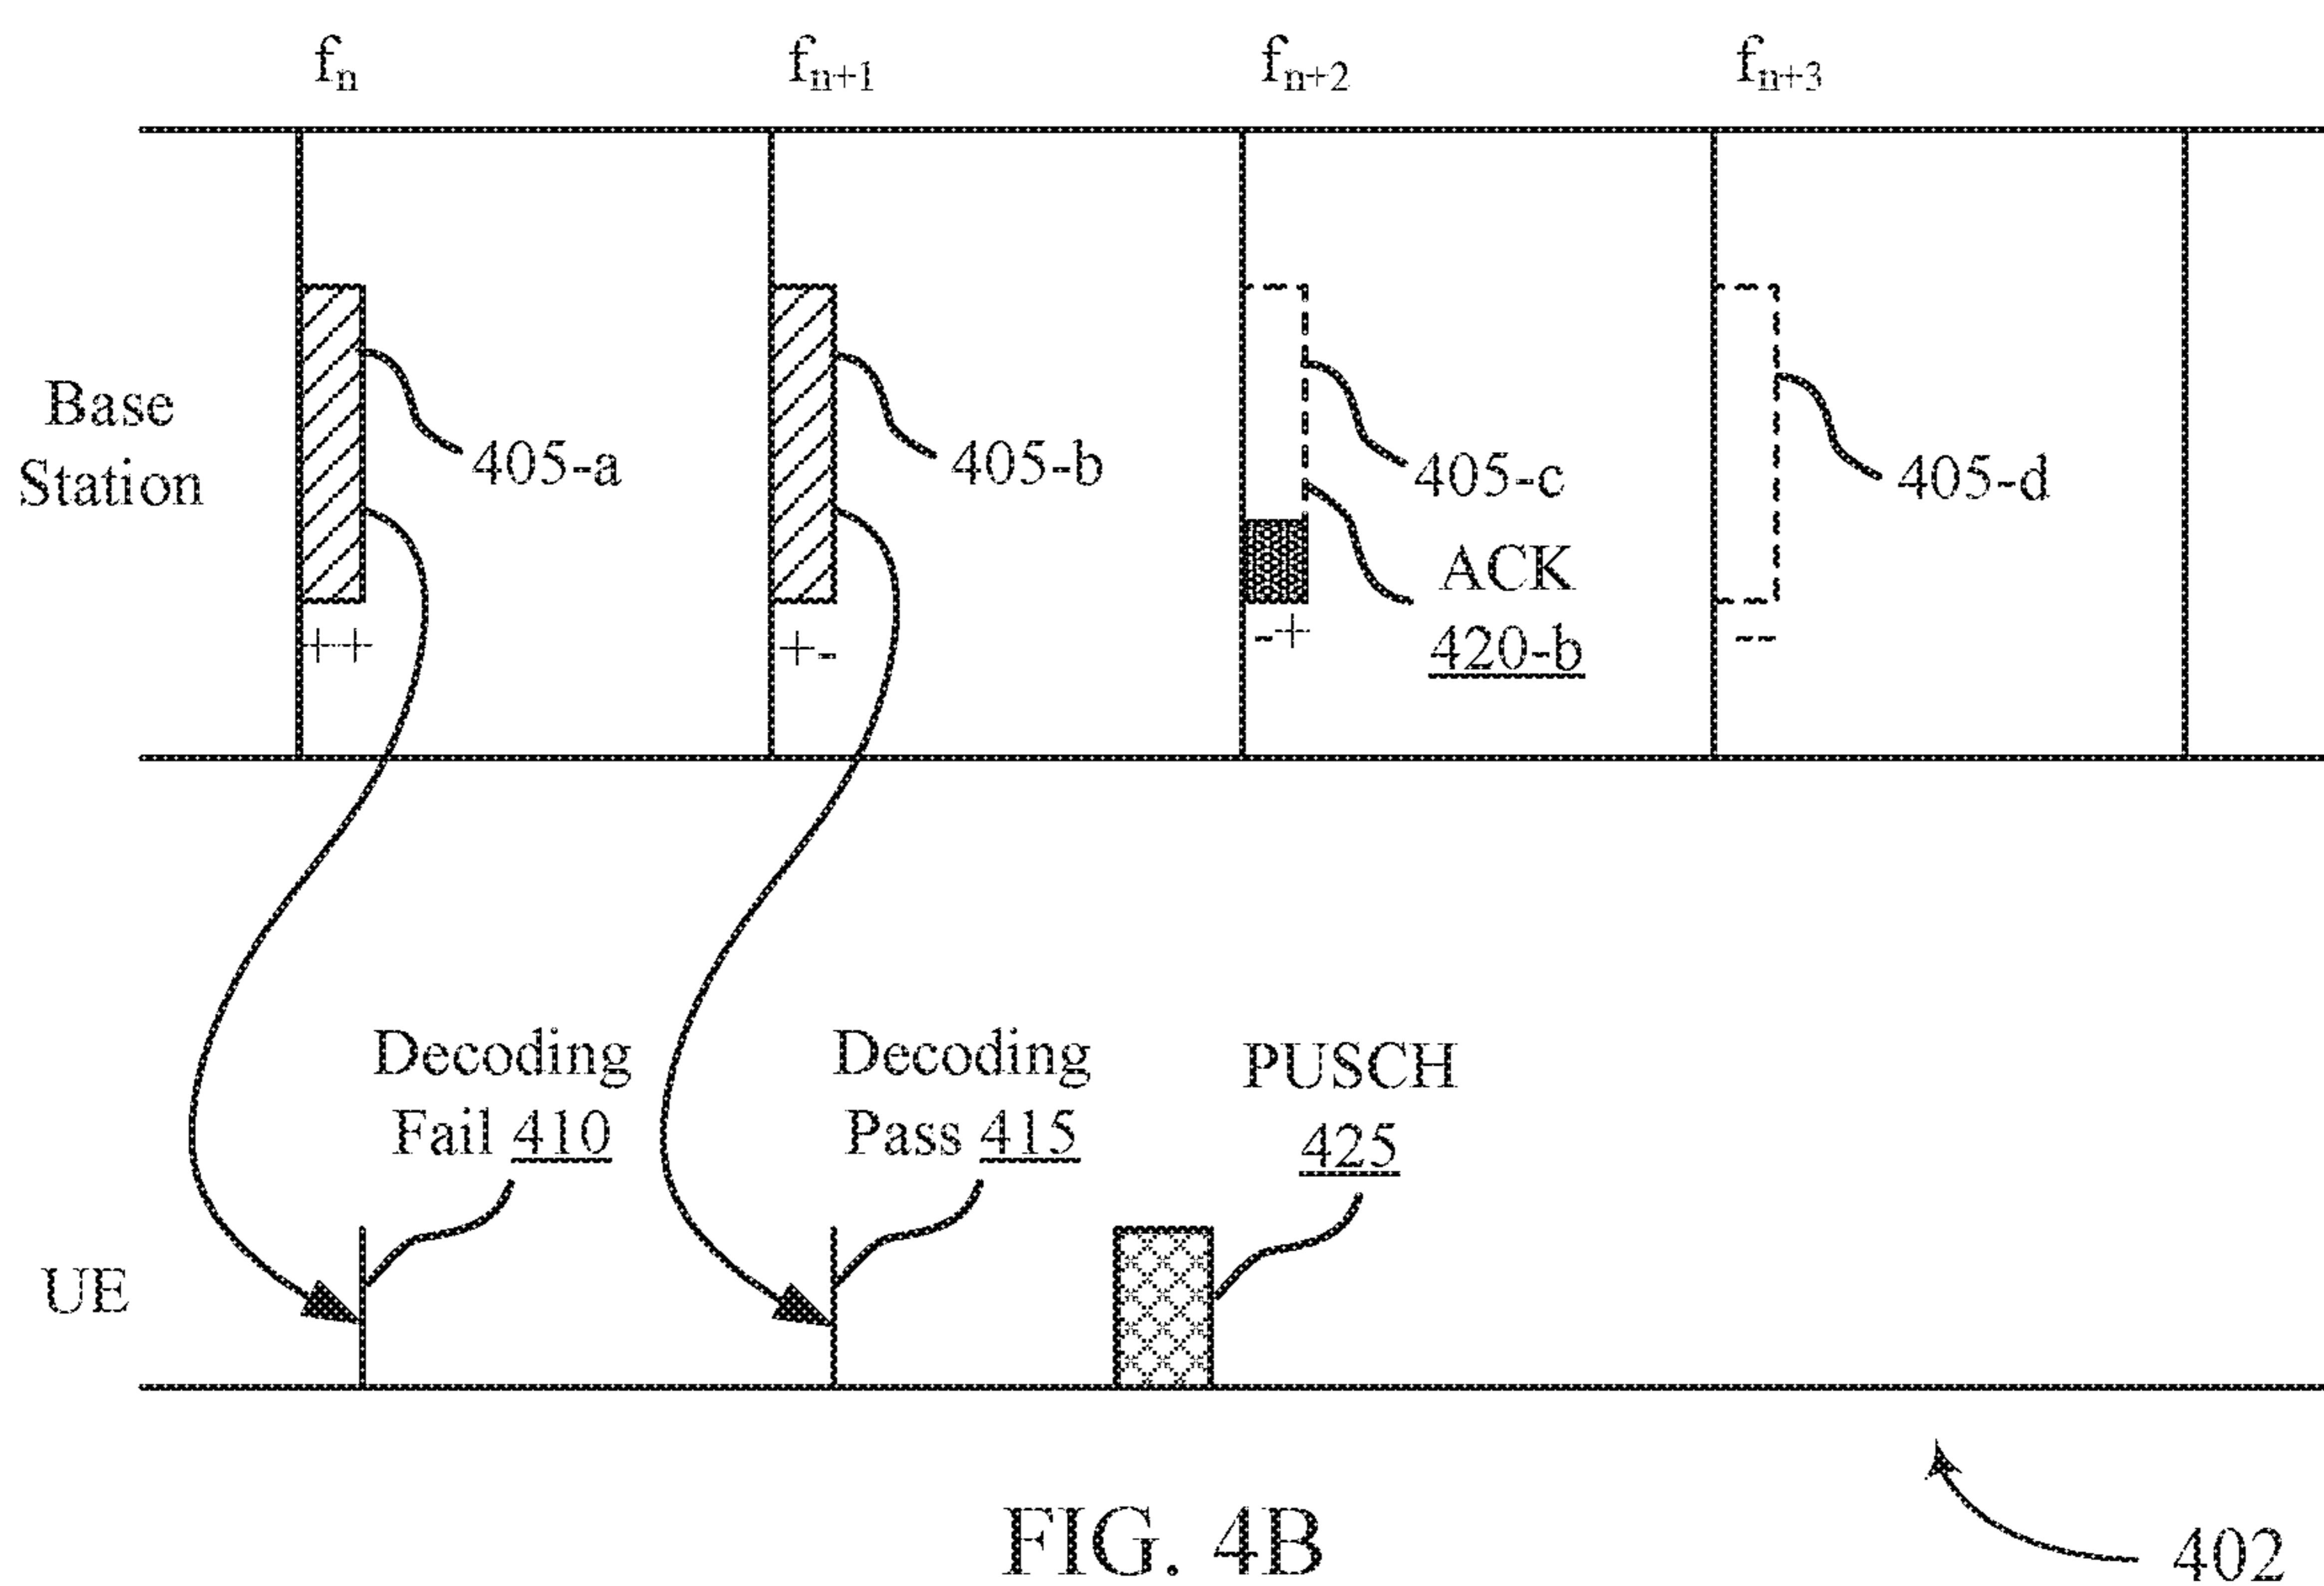 fn fn+1 fn+2 fn+3
Base
Station
405-a
405-b
405-c
405-d
ACK
420-b
++
+-
-+
--
Decoding
Fail 410
Decoding
Pass 415
PUSCH
425
UE
FIG. 4B
402